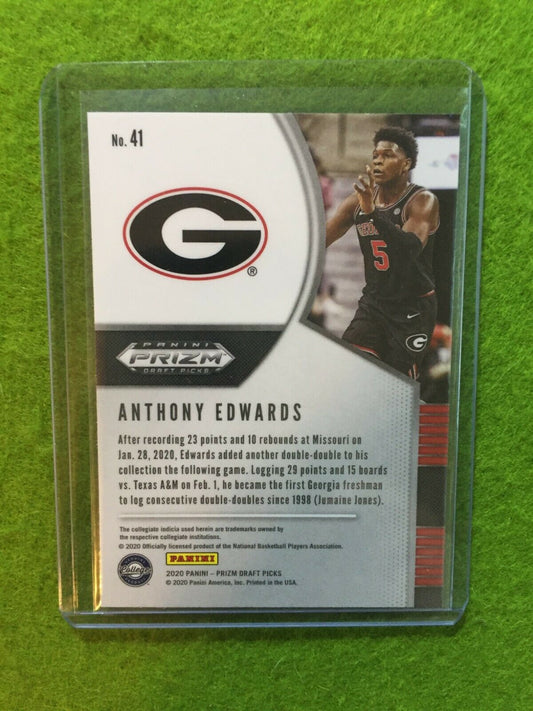 No. 41
G
®
GEO
5
G
PANINI
PRIZM
DRAFT PICKS
ANTHONY EDWARDS
After recording 23 points and 10 rebounds at Missouri on
Jan. 28, 2020, Edwards added another double-double to his
collection the following game. Logging 29 points and 15 boards
vs. Texas A&M on Feb. 1, he became the first Georgia freshman
to log consecutive double-doubles since 1998 (Jumaine Jones).
The collegiate indicia used herein are trademarks owned by
the respective collegiate institutions.
© 2020 Officially licensed product of the National Basketball Players Association.
College
PANINI
2020 PANINI – PRIZM DRAFT PICKS
© 2020 Panini America, Inc. Printed in the USA.